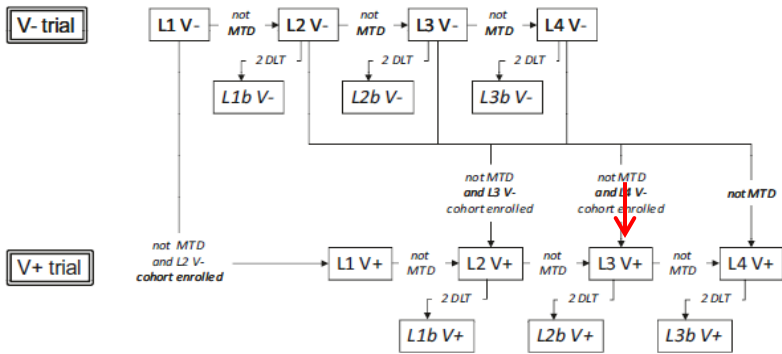 V- trial
L1 V-
not
MTD
L2 V-
not
MTD
L3 V-
not
MTD
L4 V-
2 DLT
L1b V-
2 DLT
L2b V-
2 DLT
L3b V-
not MTD
and L3 V-
cohort enrolled
not MTD
and L4 V-
cohort enrolled
not MTD
not MTD
and L2 V-
cohort enrolled
V+ trial
L1 V+
not
MTD
L2 V+
not
MTD
L3 V+
not
MTD
L4 V+
2 DLT
L1b V+
2 DLT
L2b V+
2 DLT
L3b V+